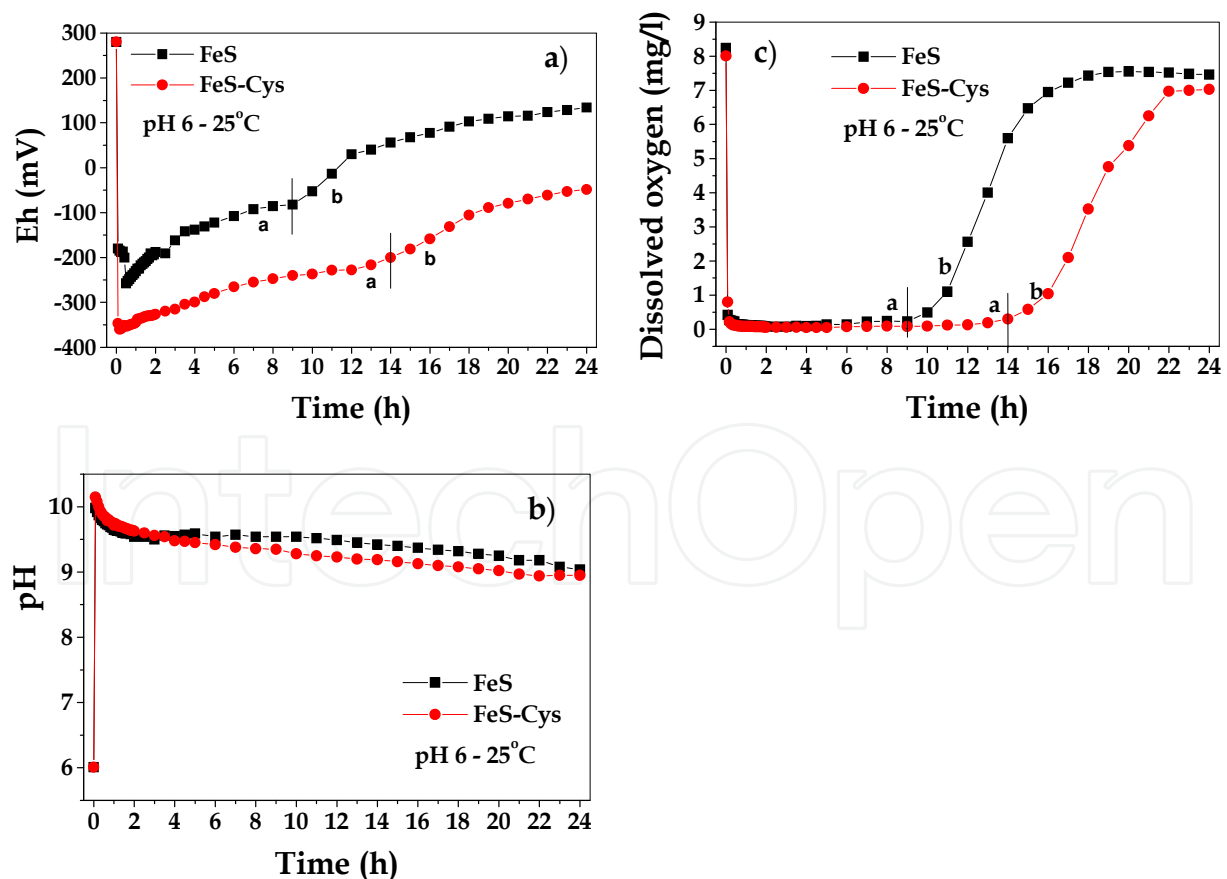 300
200
100
0
-100
-200
-300
-400
Eh (mV)
FeS
FeS-Cys
pH 6 - 25°C
a)
a
b
a
b
0 2 4 6 8 10 12 14 16 18 20 22 24
Time (h)
9
8
7
6
5
4
3
2
1
0
Dissolved oxygen (mg/l)
c)
FeS
FeS-Cys
pH 6 - 25°C
a
b
a
b
0 2 4 6 8 10 12 14 16 18 20 22 24
Time (h)
IntechOpen
10
9
8
7
6
pH
b)
FeS
FeS-Cys
pH 6 - 25°C
0 2 4 6 8 10 12 14 16 18 20 22 24
Time (h)